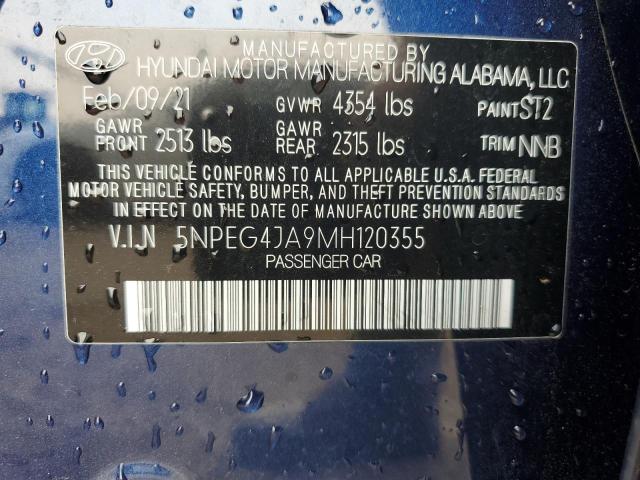 MANUFACTURED BY
HYUNDAI MOTOR MANUFACTURING ALABAMA, LLC
Feb/09/21 GVWR 4354 lbs PAINT ST2
GAWR FRONT 2513 lbs GAWR REAR 2315 lbs TRIM NNB
THIS VEHICLE CONFORMS TO ALL APPLICABLE U.S.A. FEDERAL
MOTOR VEHICLE SAFETY, BUMPER, AND THEFT PREVENTION STANDARDS
IN EFFECT ON THE DATE OF MANUFACTURE SHOWN ABOVE.
V.I.N 5NPEG4JA9MH120355
PASSENGER CAR